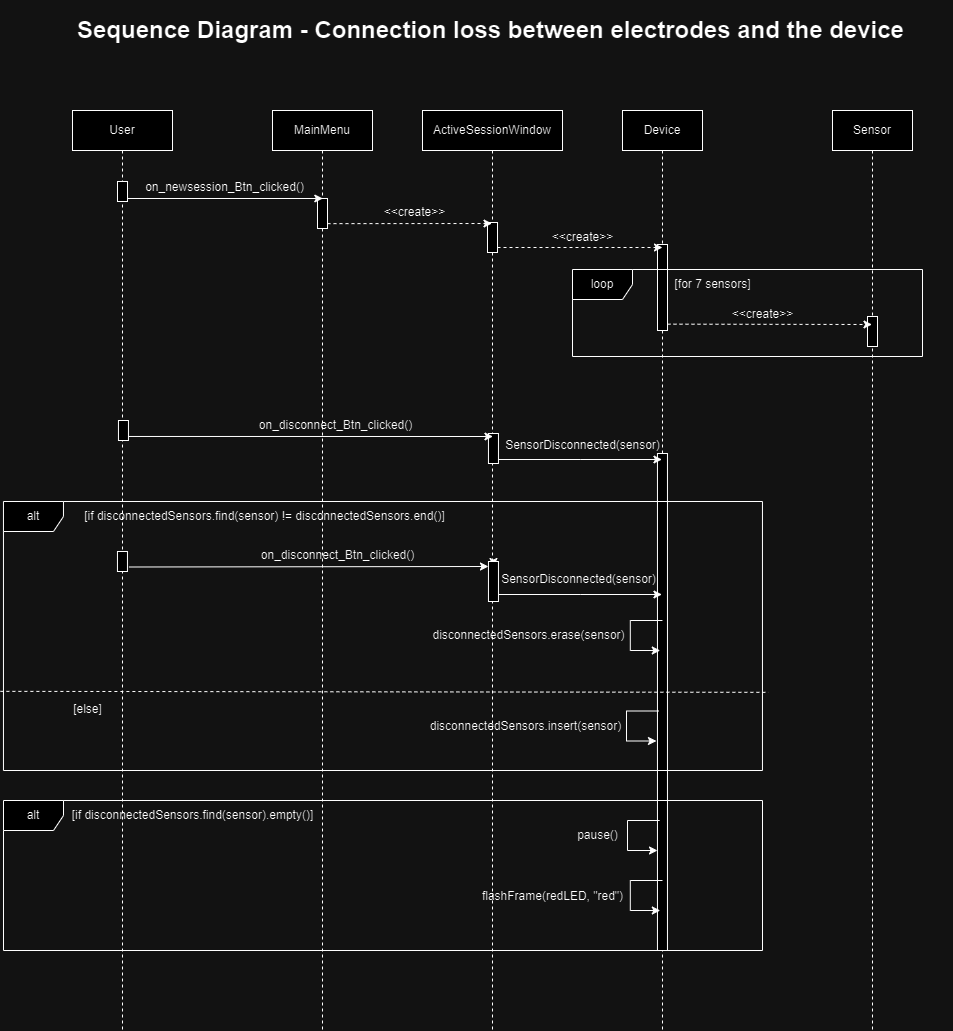 Sequence Diagram - Connection loss between electrodes and the device
User
MainMenu
ActiveSessionWindow
Device
Sensor
on_newsession_Btn_clicked()
<<create>>
<<create>>
loop
[for 7 sensors]
<<create>>
on_disconnect_Btn_clicked()
SensorDisconnected(sensor)
alt
[if disconnectedSensors.find(sensor) != disconnectedSensors.end()]
on_disconnect_Btn_clicked()
SensorDisconnected(sensor)
disconnectedSensors.erase(sensor)
[else]
disconnectedSensors.insert(sensor)
alt
[if disconnectedSensors.find(sensor).empty()]
pause()
flashFrame(redLED, "red")